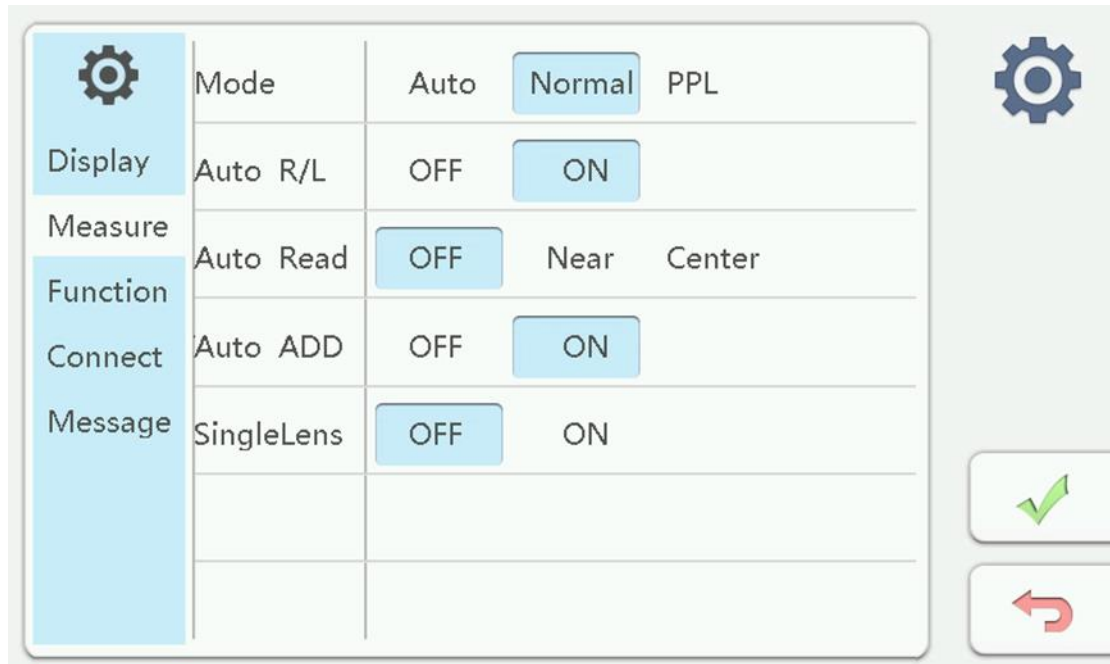 Display
Measure
Function
Connect
Message
Mode Auto Normal PPL
Auto R/L OFF ON
Auto Read OFF Near Center
Auto ADD OFF ON
SingleLens OFF ON